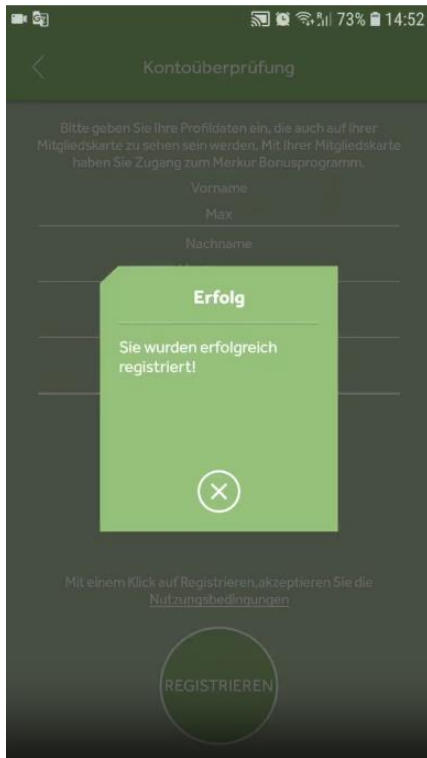 73% 14:52
Kontoüberprüfung
Bitte geben Sie Ihre Profildaten ein, die auch auf Ihrer
Mitgliedskarte zu sehen sein werden. Mit Ihrer Mitgliedskarte
haben Sie Zugang zum Merkur Bonusprogramm.
Vorname
Max
Nachname
Erfolg
Sie wurden erfolgreich
registriert!
Mit einem Klick auf Registrieren,akzeptieren Sie die
Nutzungsbedingungen
REGISTRIEREN